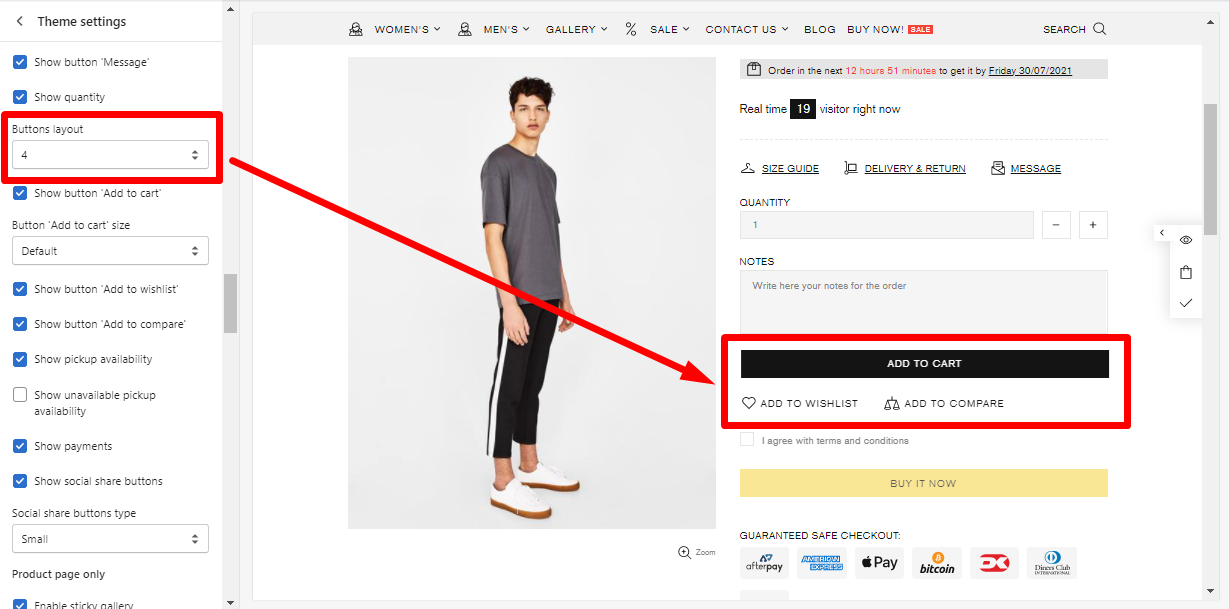 Theme settings
Show button 'Message'
Show quantity
Buttons layout
4
Show button 'Add to cart'
Button 'Add to cart' size
Default
Show button 'Add to wishlist'
Show button 'Add to compare'
Show pickup availability
Show unavailable pickup
availability
Show payments
Show social share buttons
Social share buttons type
Small
Product page only
Enable sticky gallery
WOMEN'S MEN'S GALLERY % SALE CONTACT US BLOG BUY NOW! SALE SEARCH
Order in the next 12 hours 51 minutes to get it by Friday 30/07/2021
Real time 19 visitor right now
SIZE GUIDE DELIVERY & RETURN MESSAGE
QUANTITY
1 − +
NOTES
Write here your notes for the order
ADD TO CART
ADD TO WISHLIST ADD TO COMPARE
I agree with terms and conditions
BUY IT NOW
Zoom
GUARANTEED SAFE CHECKOUT:
afterpay AMERICAN EXPRESS Pay bitcoin Diners Club INTERNATIONAL